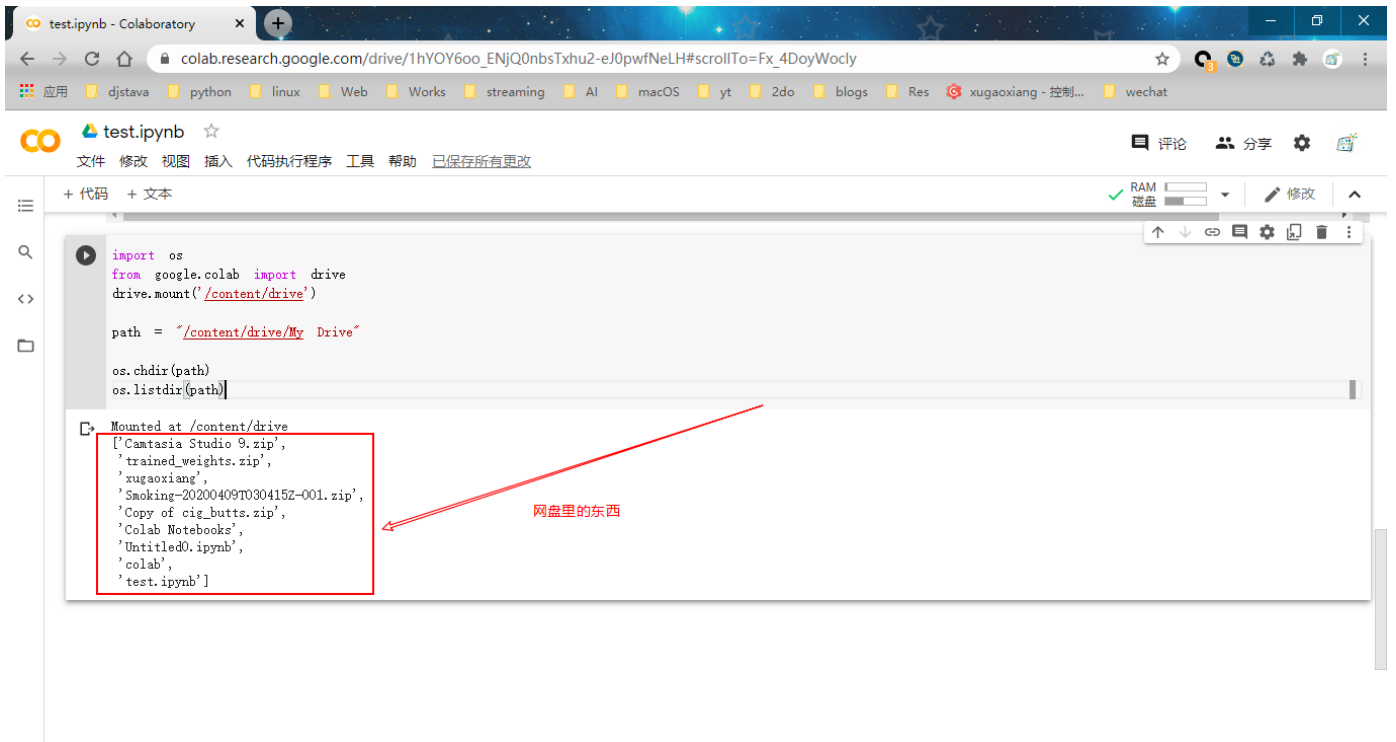 test.ipynb - Colaboratory
colab.research.google.com/drive/1hYOY6oo_ENjQ0nbsTxhu2-eJ0pwfNeLH#scrollTo=Fx_4DoyWocly
3
应用 djstava python linux Web Works streaming AI macOS yt 2do blogs Res xugaoxiang - 控制... wechat
test.ipynb
评论 分享
文件 修改 视图 插入 代码执行程序 工具 帮助 已保存所有更改
+ 代码 + 文本
RAM
磁盘
修改
import os
from google.colab import drive
drive.mount('/content/drive')
path = "/content/drive/My Drive"
os.chdir(path)
os.listdir(path)
Mounted at /content/drive
['Camtasia Studio 9.zip',
'trained_weights.zip',
'xugaoxiang',
'Smoking-20200409T030415Z-001.zip',
'Copy of cig_butts.zip',
'Colab Notebooks',
'Untitled0.ipynb',
'colab',
'test.ipynb']
网盘里的东西